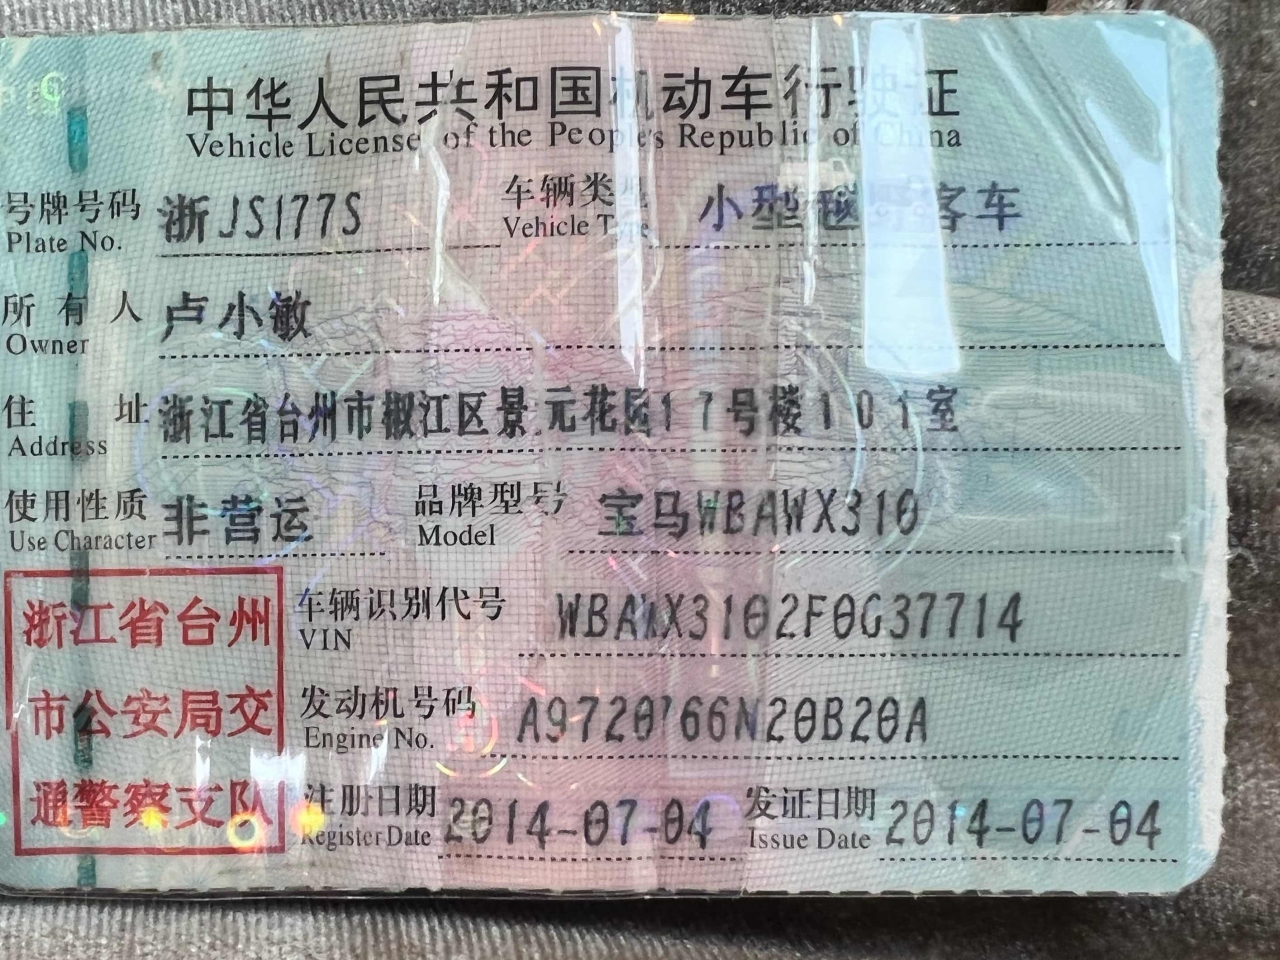 中华人民共和国机动车行驶证
Vehicle License of the People's Republic of China
号牌号码 浙JS177S 车辆类型 小型越野客车
Plate No. Vehicle Type
所有人 卢小敏
Owner
住址 浙江省台州市椒江区景元花园17号楼101室
Address
使用性质 非营运 品牌型号 宝马WBAWX310
Use Character Model
浙江省台州
市公安局交
通警察支队
车辆识别代号 WBAWX3102F0G37714
VIN
发动机号码 A9720766N20B20A
Engine No.
注册日期 2014-07-04 发证日期 2014-07-04
Register Date Issue Date